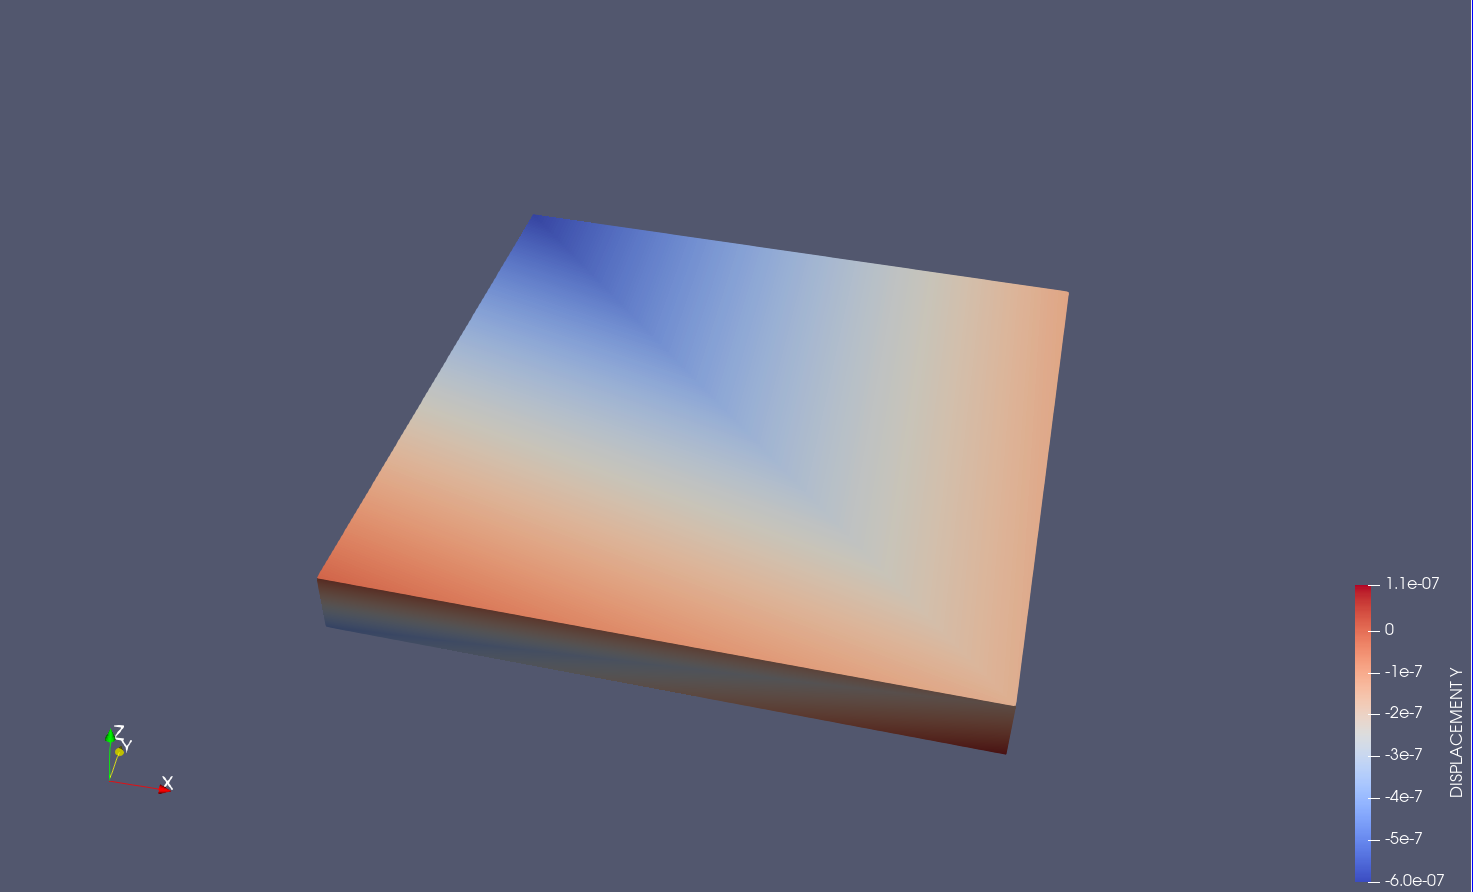 1.1e-07
0
-1e-7
-2e-7
-3e-7
-4e-7
-5e-7
-6.0e-07
DISPLACEMENT Y
Z
Y
X